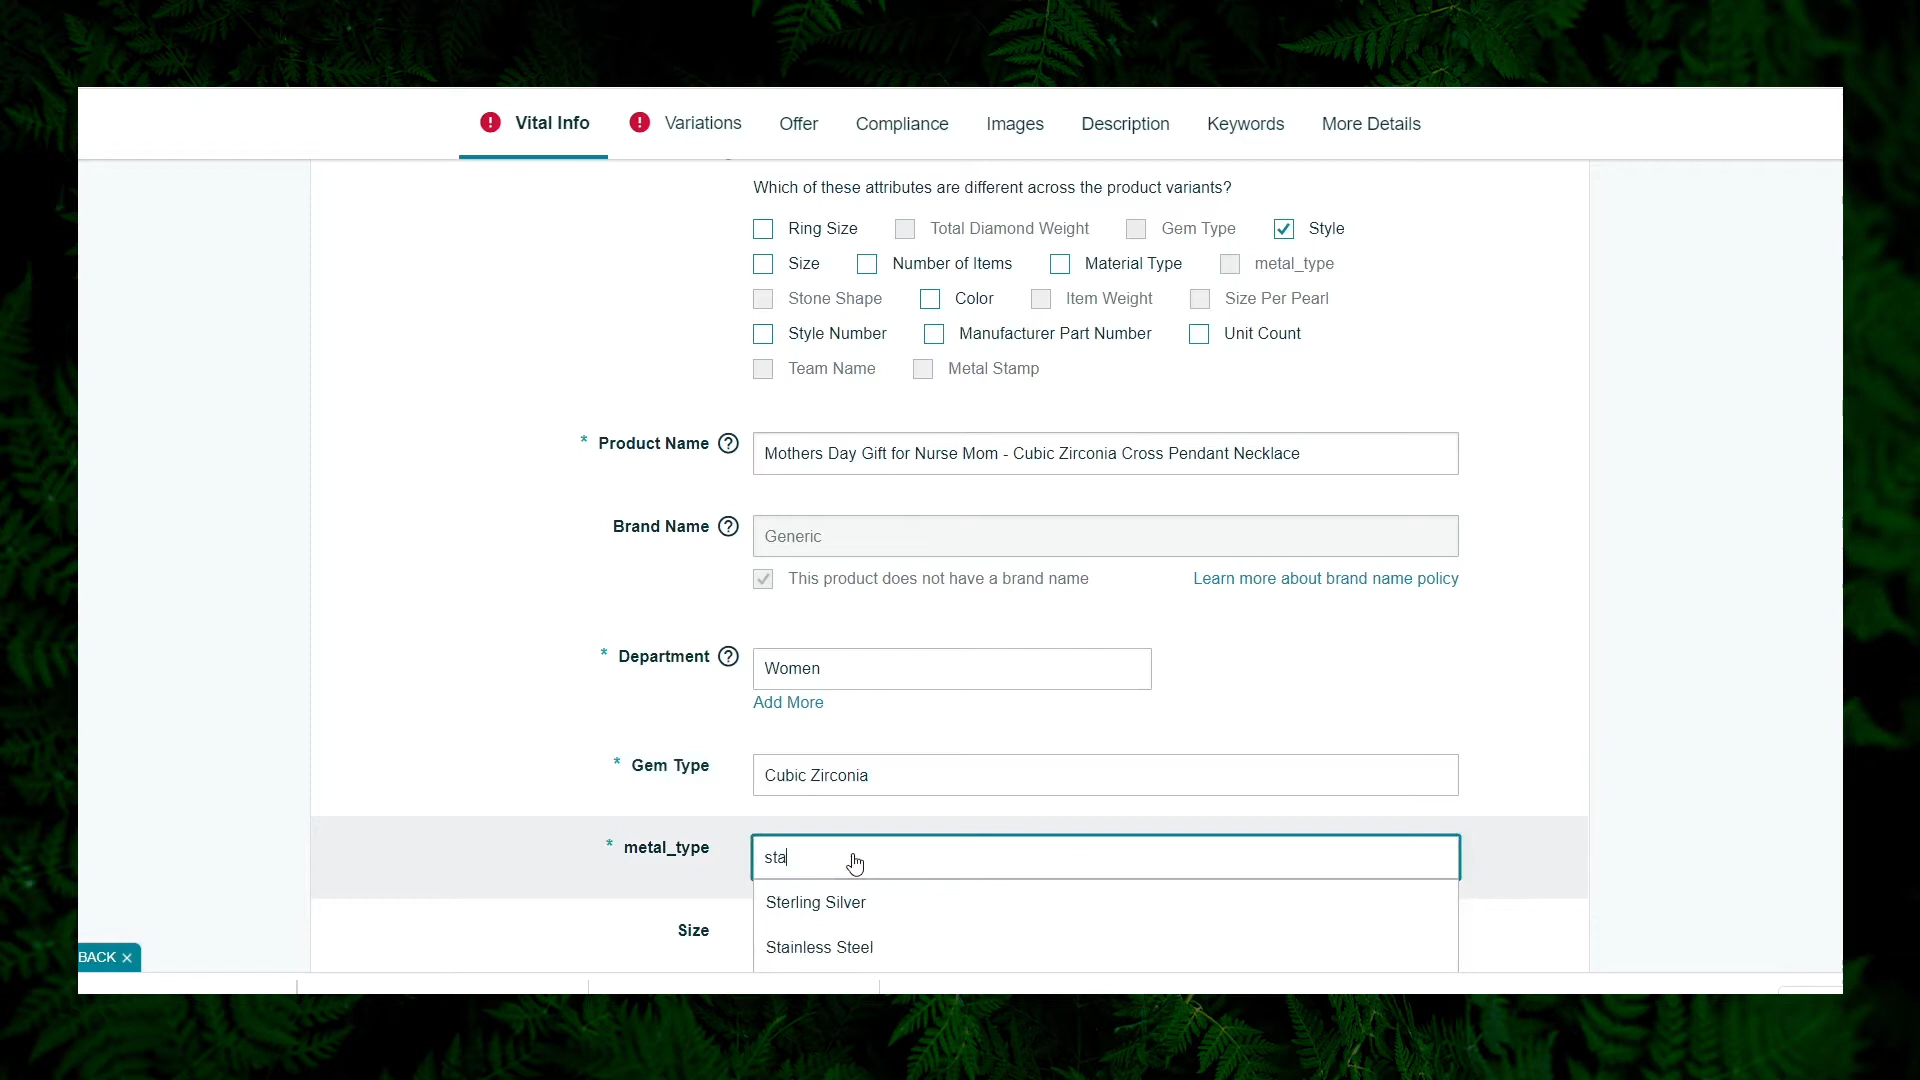 ! Vital Info ! Variations Offer Compliance Images Description Keywords More Details
Which of these attributes are different across the product variants?
Ring Size Total Diamond Weight Gem Type Style
Size Number of Items Material Type metal_type
Stone Shape Color Item Weight Size Per Pearl
Style Number Manufacturer Part Number Unit Count
Team Name Metal Stamp
* Product Name ? Mothers Day Gift for Nurse Mom - Cubic Zirconia Cross Pendant Necklace
Brand Name ? Generic
This product does not have a brand name Learn more about brand name policy
* Department ? Women
Add More
* Gem Type Cubic Zirconia
* metal_type sta
Sterling Silver
Size
Stainless Steel
BACK ×